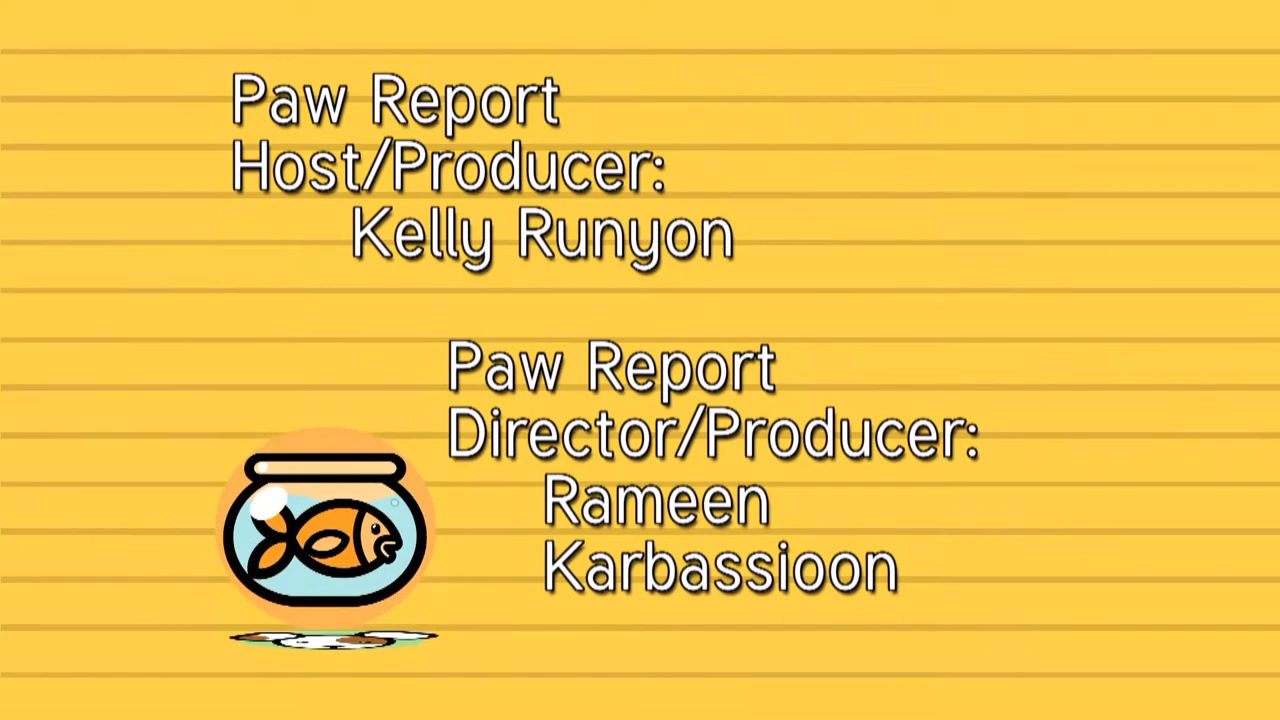 Paw Report
Host/Producer:
Kelly Runyon
Paw Report
Director/Producer:
Rameen
Karbassioon